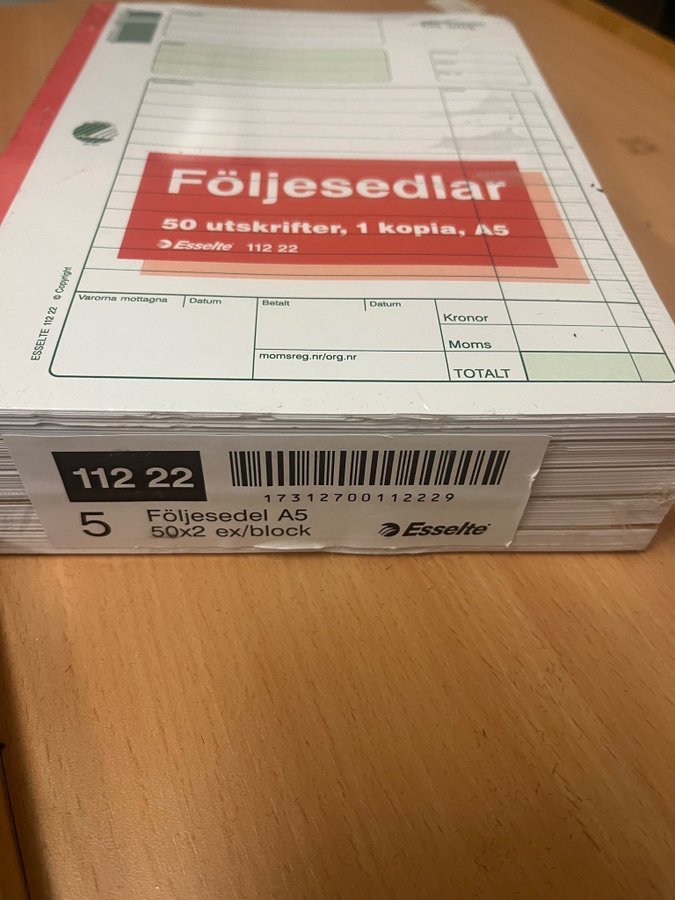 Följesedlar
50 utskrifter, 1 kopia, A5
Esselte 112 22
ESSELTE 112 22 © Copyright
Varorna mottagna Datum Betalt Datum
Kronor
Moms
momsreg.nr/org.nr
TOTALT
112 22
17312700112229
5 Följesedel A5
50x2 ex/block
Esselte